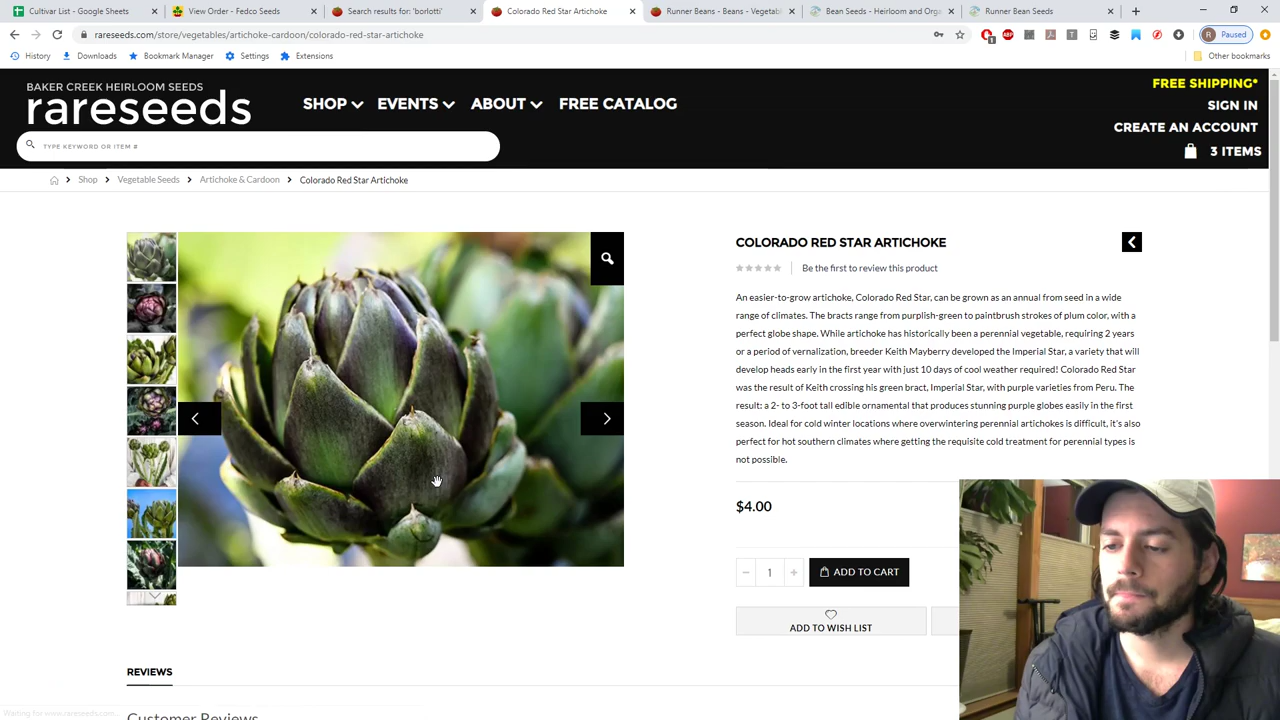 Cultivar List - Google Sheets
View Order - Fedco Seeds
Search results for: 'borlotti'
Colorado Red Star Artichoke
Runner Beans - Beans - Vegetab
Bean Seeds - Heirloom and Orga
Runner Bean Seeds
rareseeds.com/store/vegetables/artichoke-cardoon/colorado-red-star-artichoke
1
ABP
R
Paused
History
Downloads
Bookmark Manager
Settings
Extensions
Other bookmarks
BAKER CREEK HEIRLOOM SEEDS
rareseeds
SHOP
EVENTS
ABOUT
FREE CATALOG
FREE SHIPPING*
SIGN IN
CREATE AN ACCOUNT
3 ITEMS
TYPE KEYWORD OR ITEM #
Shop
Vegetable Seeds
Artichoke & Cardoon
Colorado Red Star Artichoke
COLORADO RED STAR ARTICHOKE
Be the first to review this product
An easier-to-grow artichoke, Colorado Red Star, can be grown as an annual from seed in a wide
range of climates. The bracts range from purplish-green to paintbrush strokes of plum color, with a
perfect globe shape. While artichoke has historically been a perennial vegetable, requiring 2 years
or a period of vernalization, breeder Keith Mayberry developed the Imperial Star, a variety that will
develop heads early in the first year with just 10 days of cool weather required! Colorado Red Star
was the result of Keith crossing his green bract, Imperial Star, with purple varieties from Peru. The
result: a 2- to 3-foot tall edible ornamental that produces stunning purple globes easily in the first
season. Ideal for cold winter locations where overwintering perennial artichokes is difficult, it's also
perfect for hot southern climates where getting the requisite cold treatment for perennial types is
not possible.
$4.00
1
ADD TO CART
ADD TO WISH LIST
REVIEWS
Customer Reviews
Waiting for www.rareseeds.com...